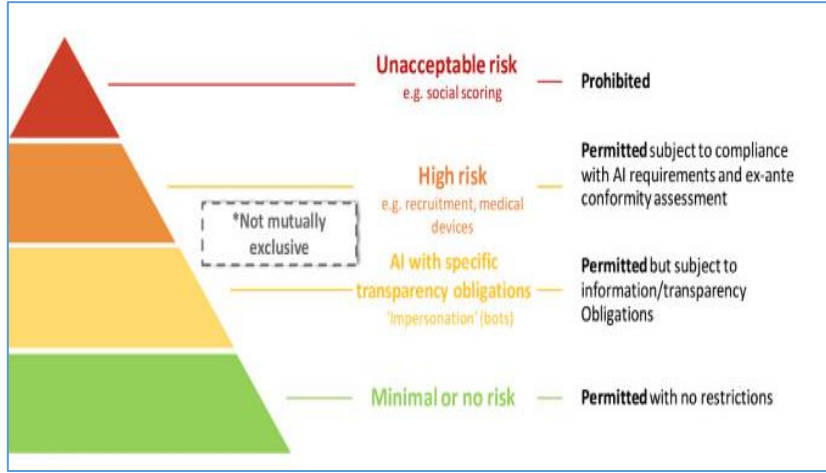 Unacceptable risk
e.g. social scoring
Prohibited
High risk
e.g. recruitment, medical
devices
Permitted subject to compliance
with AI requirements and ex-ante
conformity assessment
*Not mutually
exclusive
AI with specific
transparency obligations
'Impersonation' (bots)
Permitted but subject to
information/transparency
Obligations
Minimal or no risk
Permitted with no restrictions